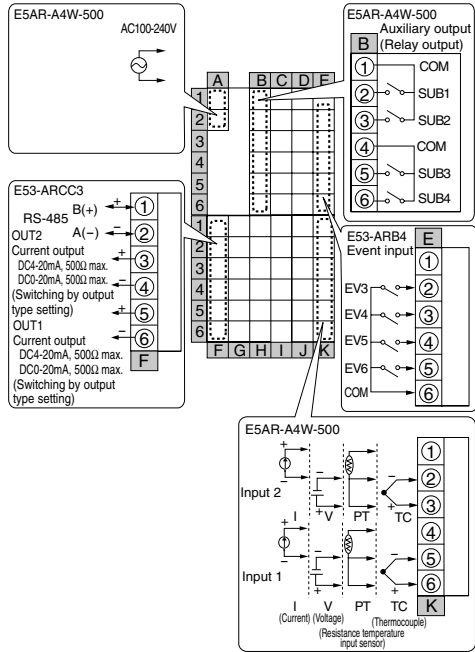 E5AR-A4W-500
AC100-240V
A B C D E
1
2
3
4
5
6
1
2
3
4
5
6
F G H I J K
E5AR-A4W-500
Auxiliary output
(Relay output)
B
1 COM
2 SUB1
3 SUB2
4 COM
5 SUB3
6 SUB4
E53-ARCC3
RS-485
B(+) + 1
A(−) − 2
OUT2
Current output
DC4-20mA, 500Ω max.
DC0-20mA, 500Ω max.
(Switching by output
type setting)
+ 3
− 4
OUT1
Current output
DC4-20mA, 500Ω max.
DC0-20mA, 500Ω max.
(Switching by output
type setting)
+ 5
− 6
F
E53-ARB4
Event input
E
1
EV3 2
EV4 3
EV5 4
EV6 5
COM 6
E5AR-A4W-500
Input 2
+ − I
− + V
PT
− + TC
1
2
3
Input 1
+ −
− +
− +
4
5
6
I V PT TC K
(Current) (Voltage) (Thermocouple)
(Resistance temperature
input sensor)